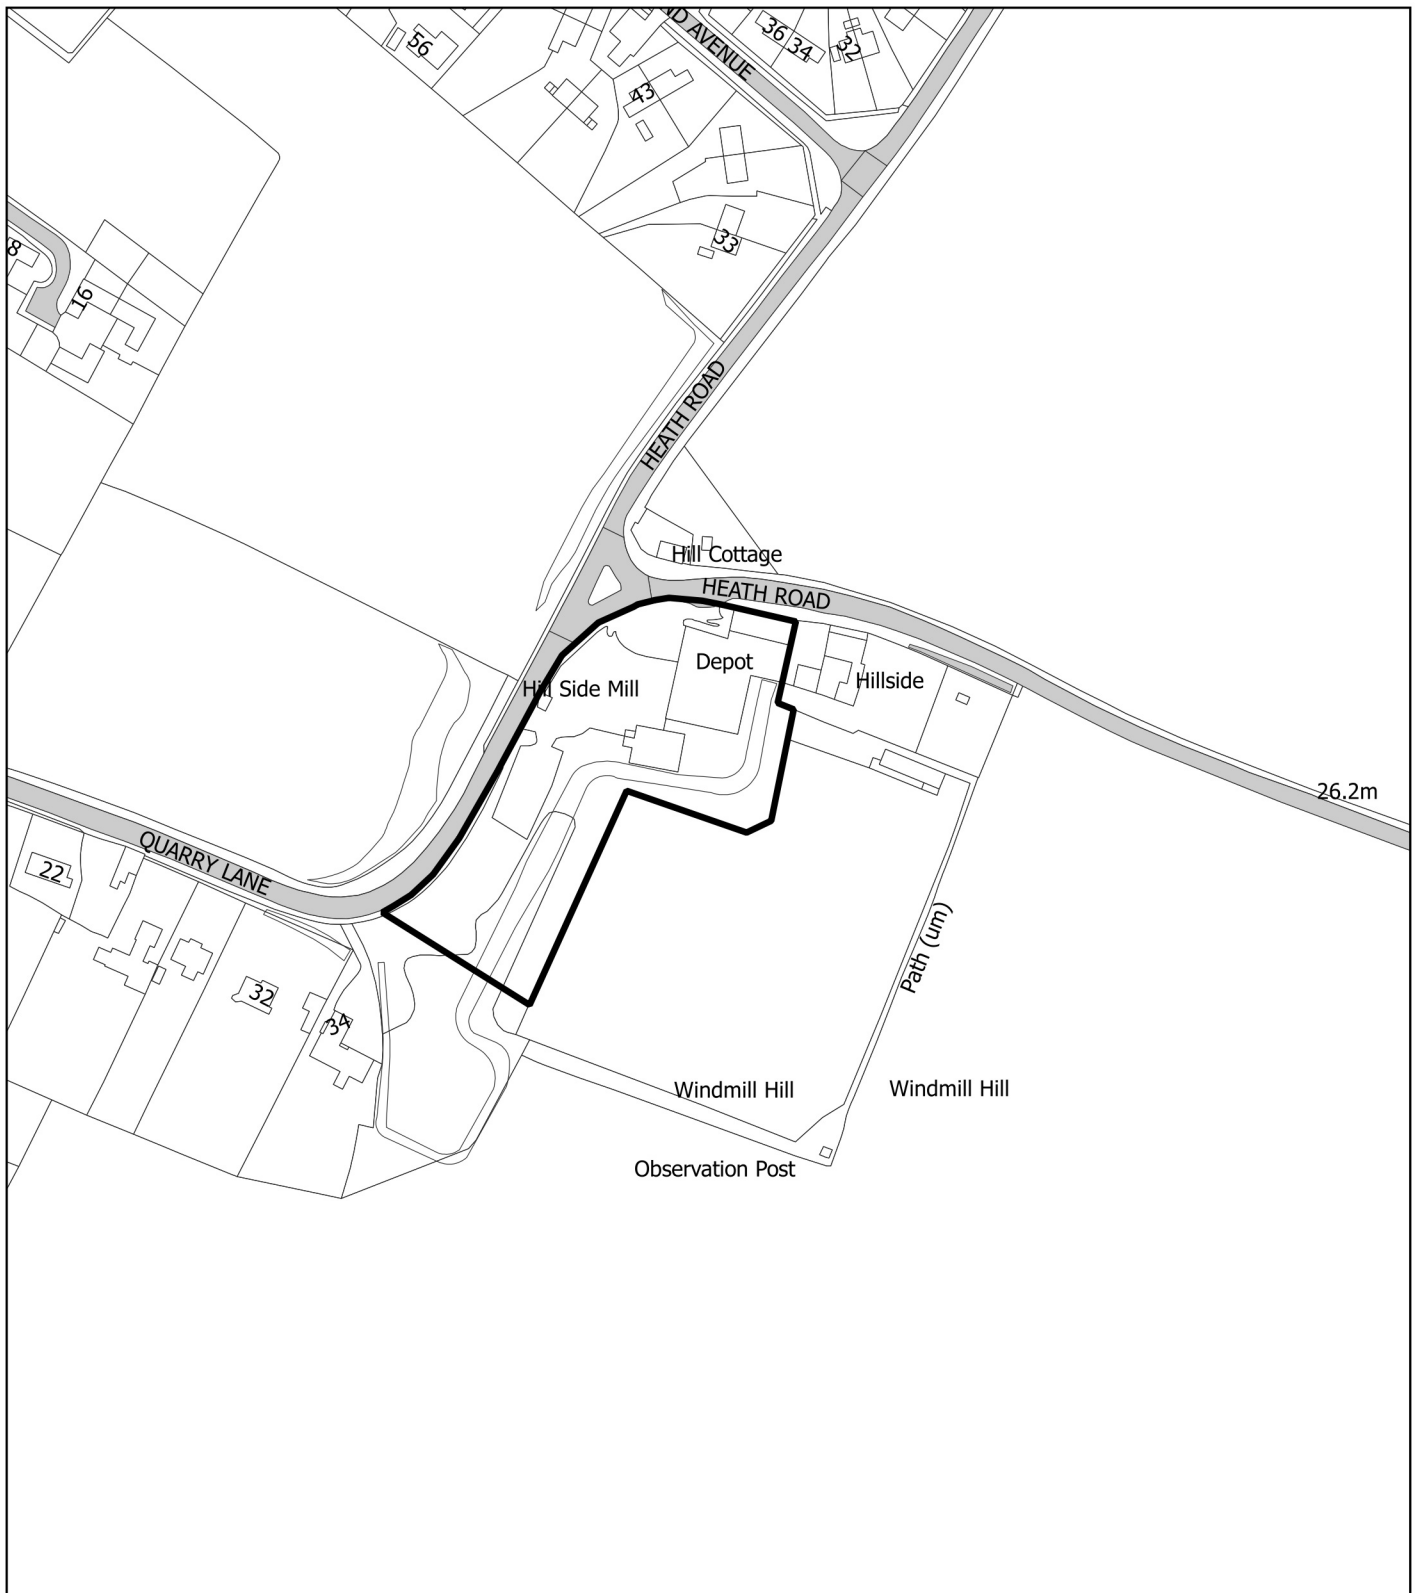 56
ND AVENUE
36
34
32
43
33
8
16
HEATH ROAD
Hill Cottage
HEATH ROAD
Depot
Hill Side Mill
Hillside
26.2m
QUARRY LANE
22
32
34
Path (um)
Windmill Hill
Windmill Hill
Observation Post